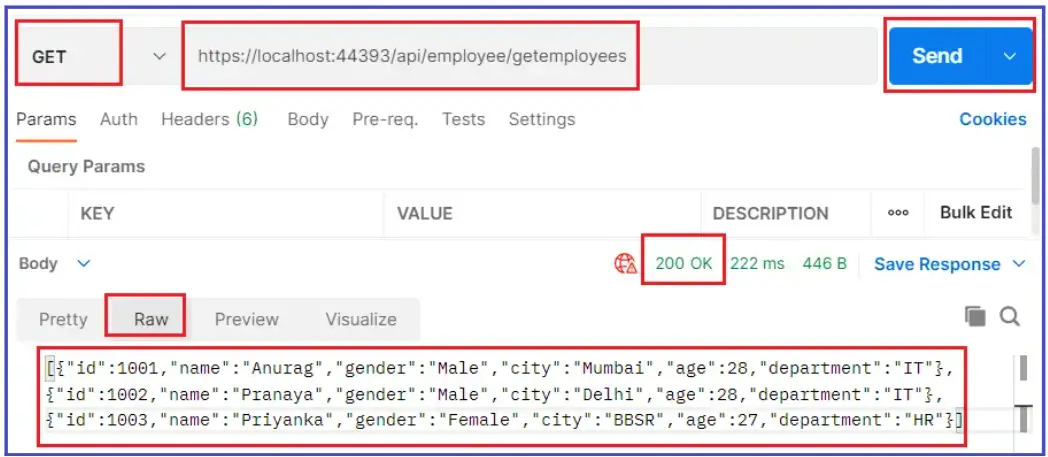 GET https://localhost:44393/api/employee/getemployees Send
Params Auth Headers (6) Body Pre-req. Tests Settings Cookies
Query Params
KEY VALUE DESCRIPTION ooo Bulk Edit
Body 200 OK 222 ms 446 B Save Response
Pretty Raw Preview Visualize
[{"id":1001,"name":"Anurag","gender":"Male","city":"Mumbai","age":28,"department":"IT"},
{"id":1002,"name":"Pranaya","gender":"Male","city":"Delhi","age":28,"department":"IT"},
{"id":1003,"name":"Priyanka","gender":"Female","city":"BBSR","age":27,"department":"HR"}]